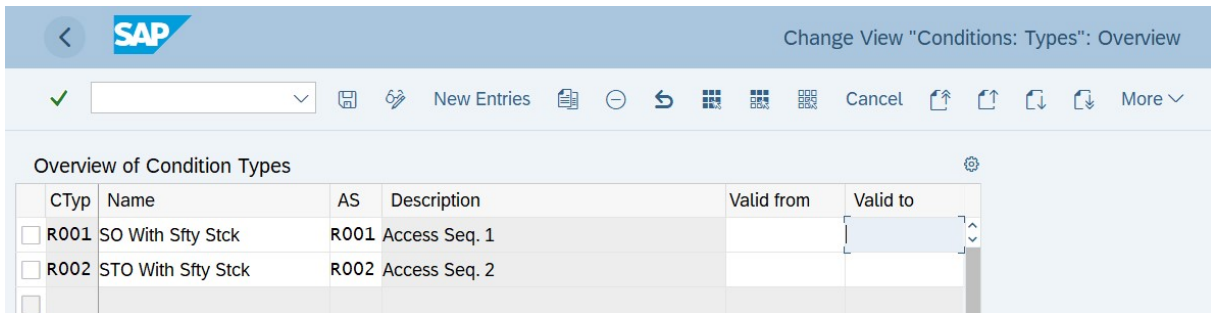 SAP
Change View "Conditions: Types": Overview
New Entries Cancel More
Overview of Condition Types
CTyp Name AS Description Valid from Valid to
R001 SO With Sfty Stck R001 Access Seq. 1
R002 STO With Sfty Stck R002 Access Seq. 2